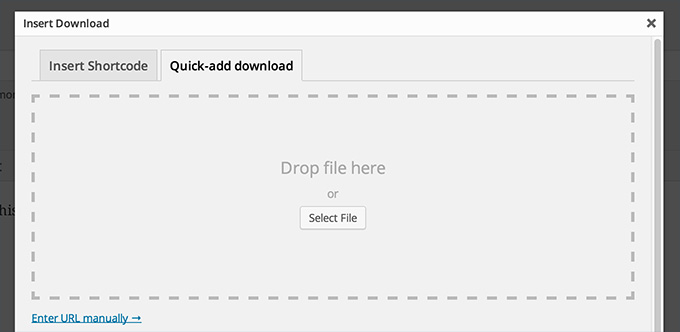 Insert Download
Insert Shortcode
Quick-add download
Drop file here
or
Select File
Enter URL manually →